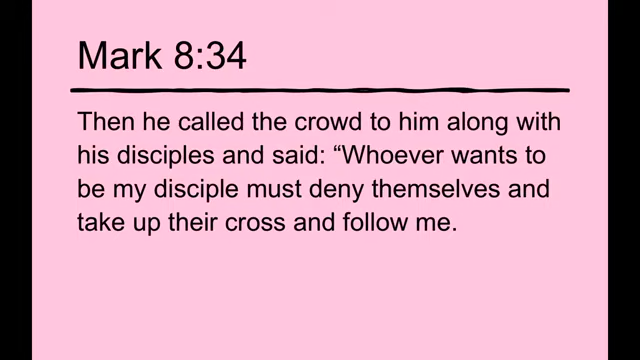 Mark 8:34
Then he called the crowd to him along with
his disciples and said: “Whoever wants to
be my disciple must deny themselves and
take up their cross and follow me.